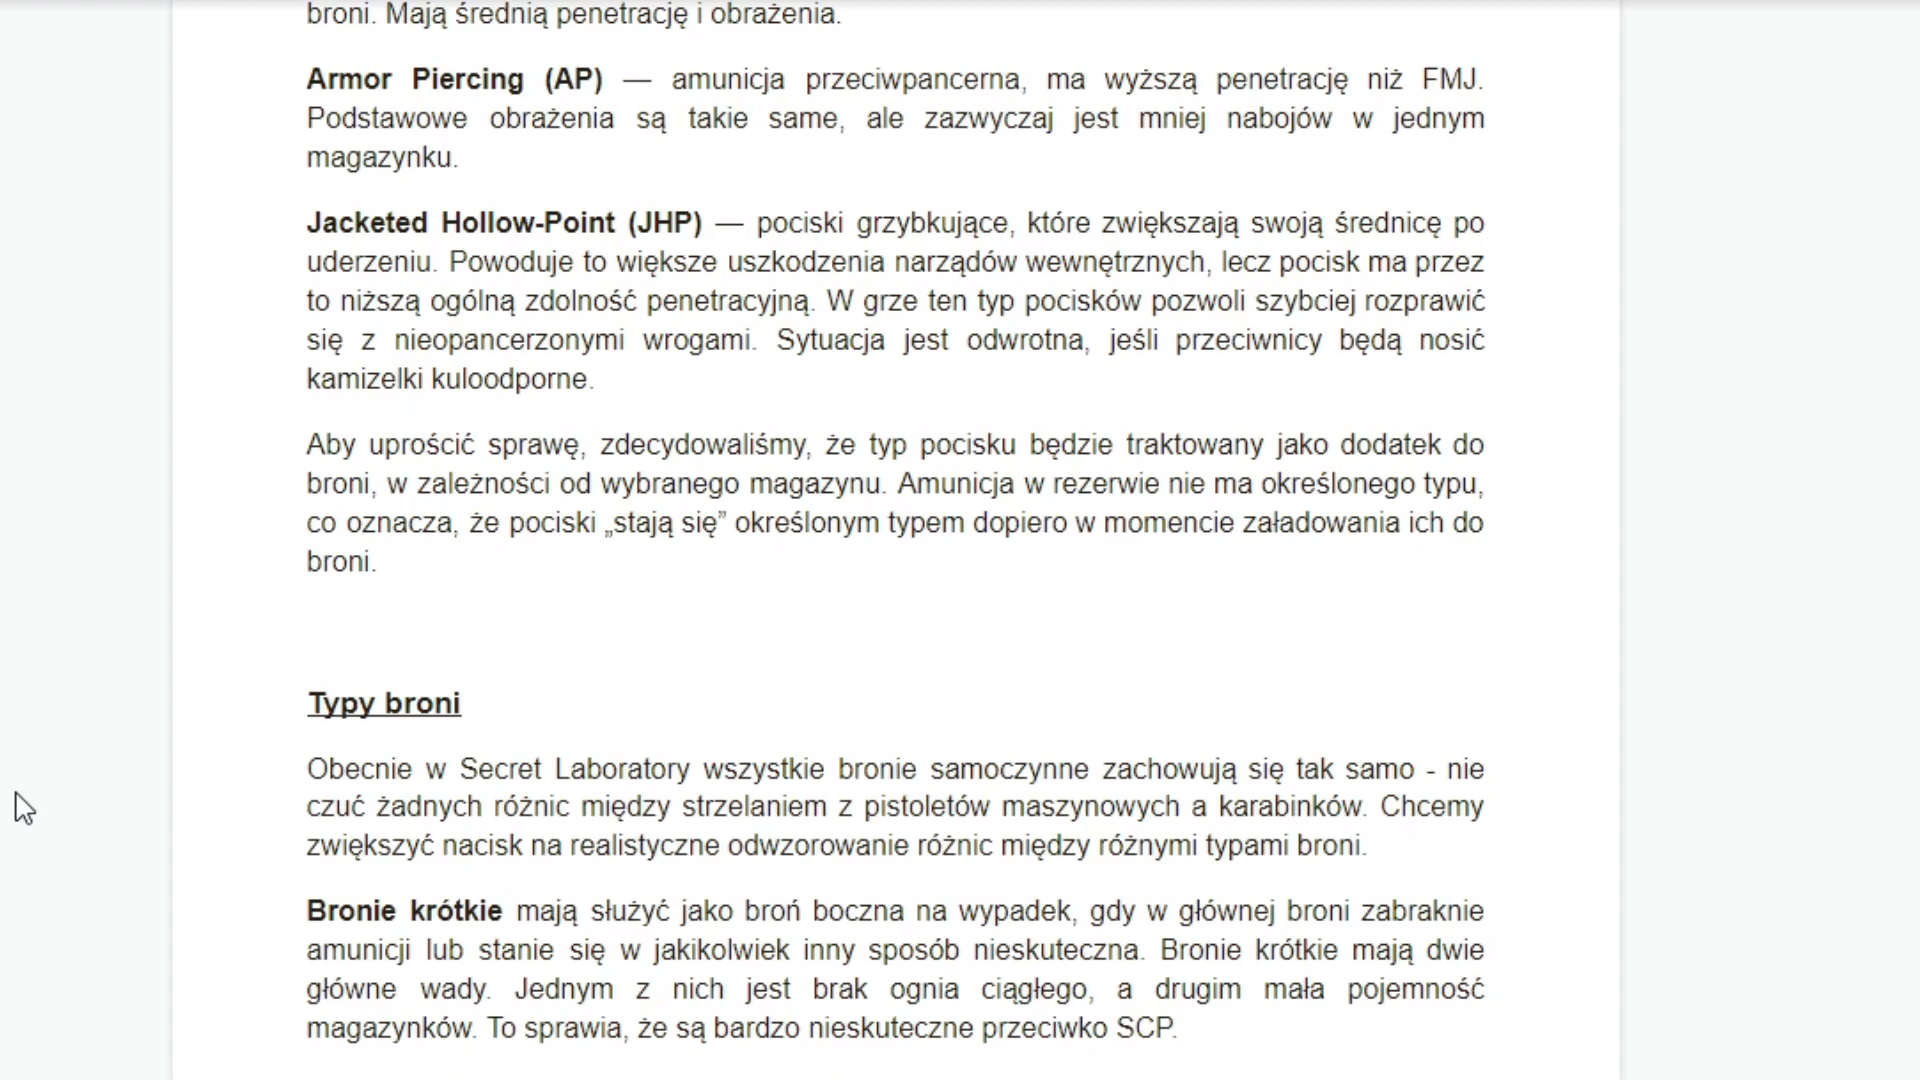 broni. Mają średnią penetrację i obrażenia.
Armor Piercing (AP) — amunicja przeciwpancerna, ma wyższą penetrację niż FMJ.
Podstawowe obrażenia są takie same, ale zazwyczaj jest mniej nabojów w jednym
magazynku.
Jacketed Hollow-Point (JHP) — pociski grzybkujące, które zwiększają swoją średnicę po
uderzeniu. Powoduje to większe uszkodzenia narządów wewnętrznych, lecz pocisk ma przez
to niższą ogólną zdolność penetracyjną. W grze ten typ pocisków pozwoli szybciej rozprawić
się z nieopancerzonymi wrogami. Sytuacja jest odwrotna, jeśli przeciwnicy będą nosić
kamizelki kuloodporne.
Aby uprościć sprawę, zdecydowaliśmy, że typ pocisku będzie traktowany jako dodatek do
broni, w zależności od wybranego magazynu. Amunicja w rezerwie nie ma określonego typu,
co oznacza, że pociski „stają się” określonym typem dopiero w momencie załadowania ich do
broni.
Typy broni
Obecnie w Secret Laboratory wszystkie bronie samoczynne zachowują się tak samo - nie
czuć żadnych różnic między strzelaniem z pistoletów maszynowych a karabinków. Chcemy
zwiększyć nacisk na realistyczne odwzorowanie różnic między różnymi typami broni.
Bronie krótkie mają służyć jako broń boczna na wypadek, gdy w głównej broni zabraknie
amunicji lub stanie się w jakikolwiek inny sposób nieskuteczna. Bronie krótkie mają dwie
główne wady. Jednym z nich jest brak ognia ciągłego, a drugim mała pojemność
magazynków. To sprawia, że są bardzo nieskuteczne przeciwko SCP.